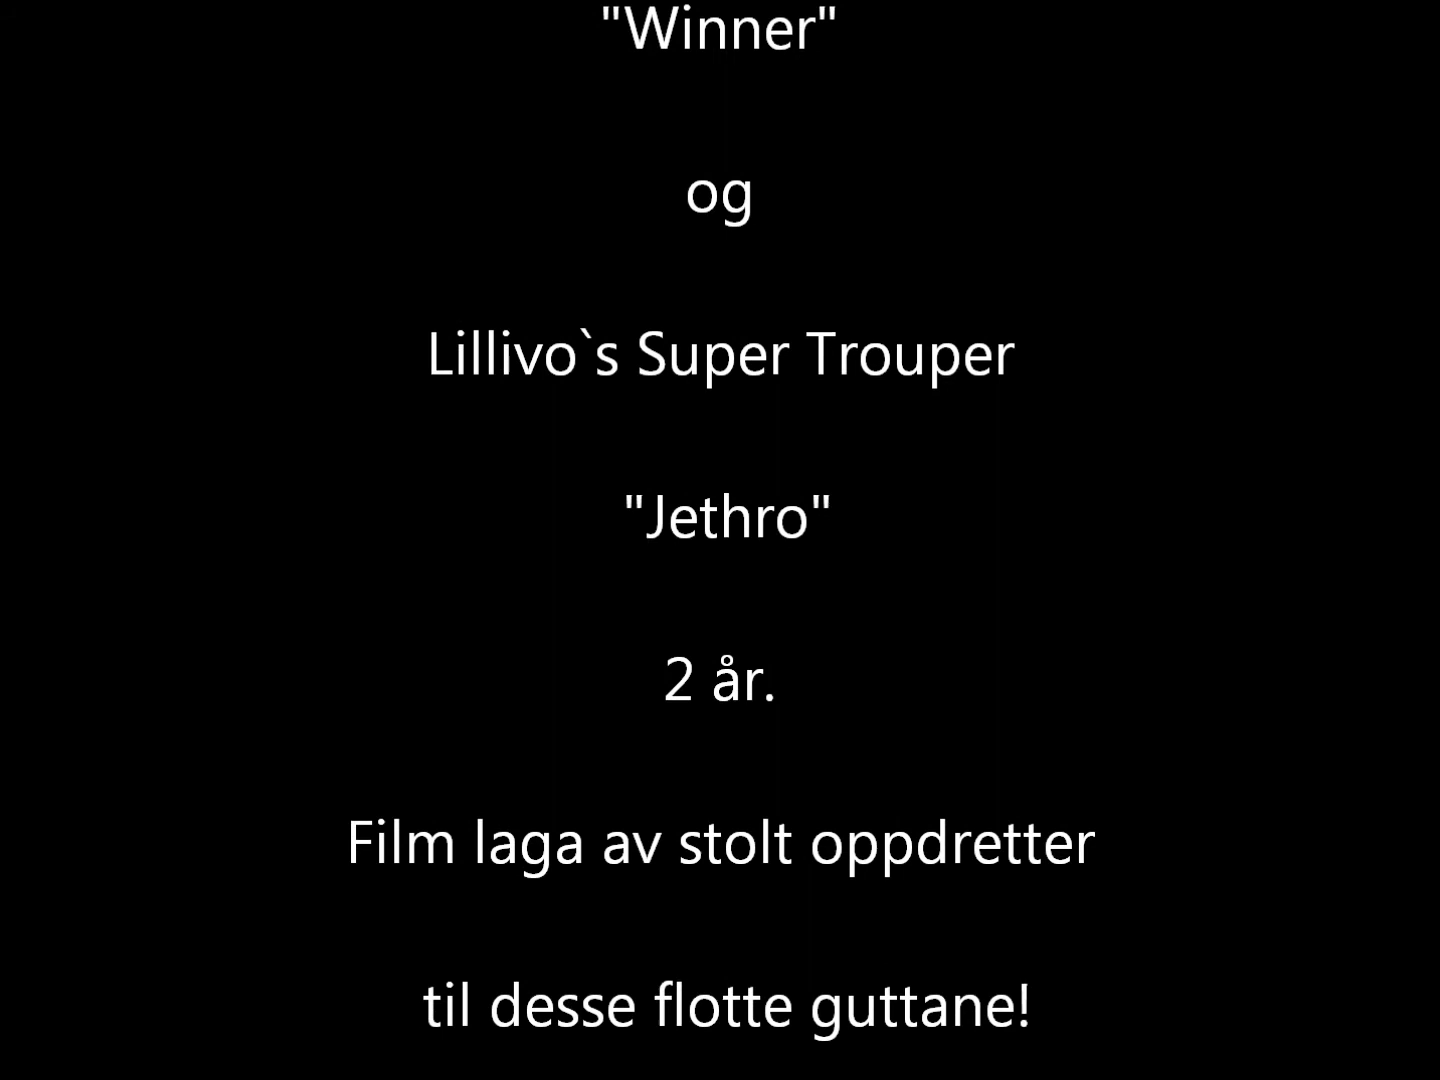 "Winner"
og
Lillivo`s Super Trouper
"Jethro"
2 år.
Film laga av stolt oppdretter
til desse flotte guttane!